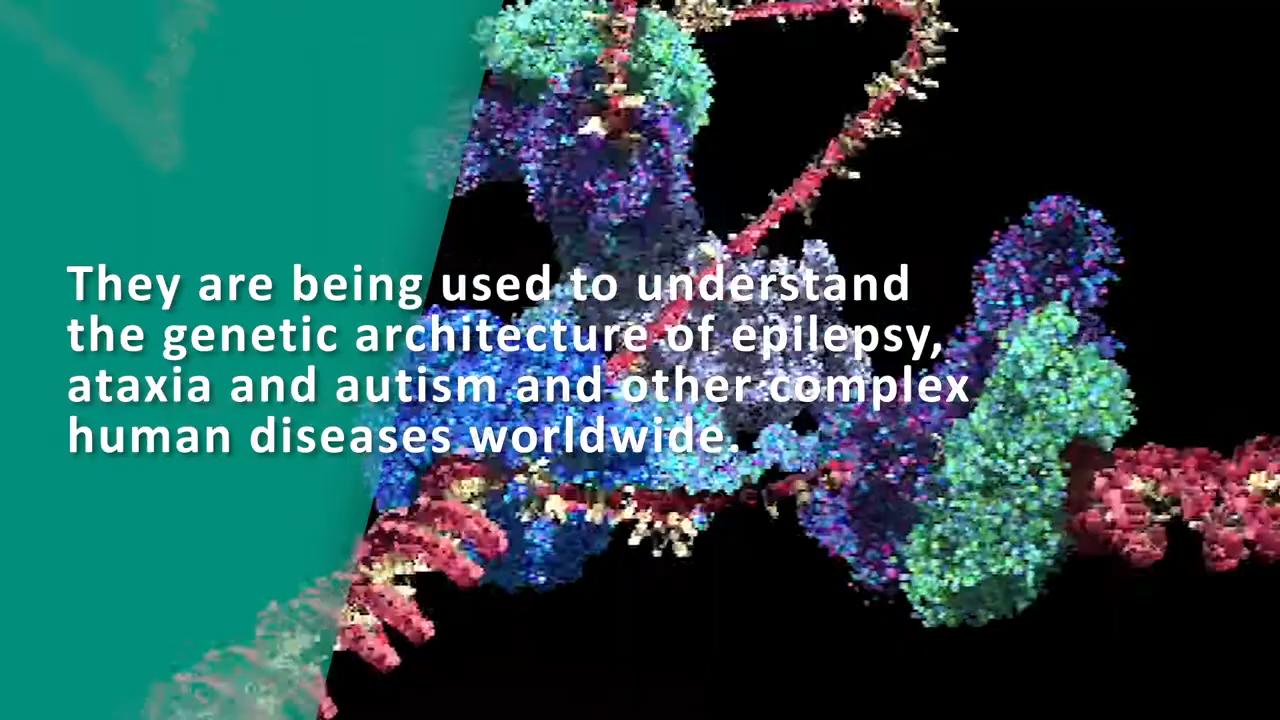 They are being used to understand
the genetic architecture of epilepsy,
ataxia and autism and other complex
human diseases worldwide.